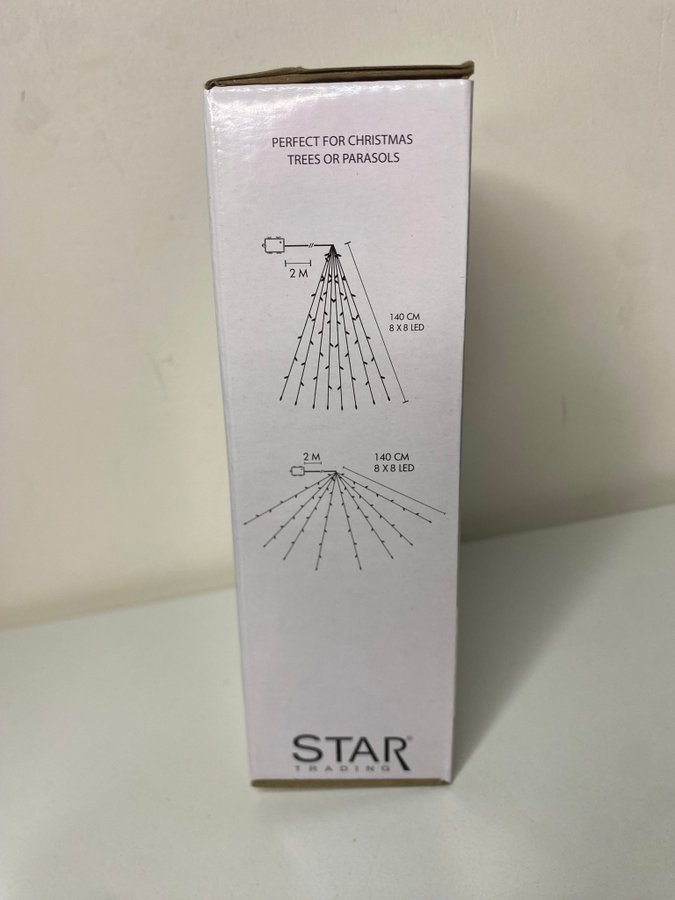 PERFECT FOR CHRISTMAS
TREES OR PARASOLS
2 M
140 CM
8 X 8 LED
2 M
140 CM
8 X 8 LED
STAR®
TRADING